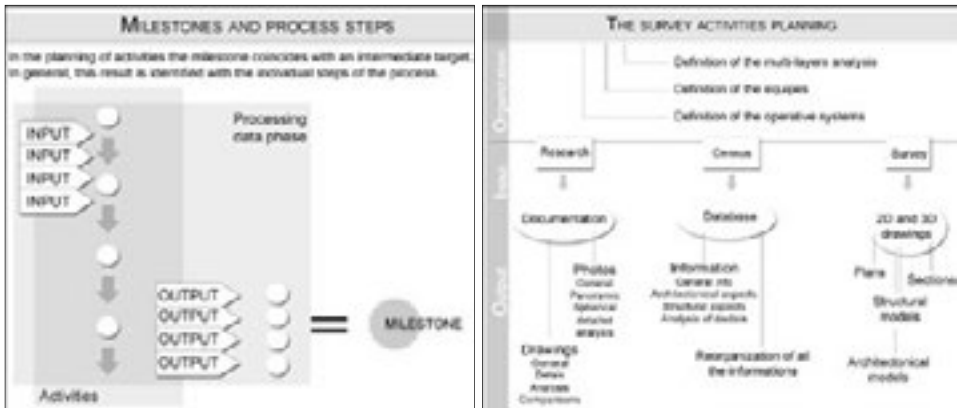 MILESTONES AND PROCESS STEPS
In the planning of activities the milestone coincides with an intermediate target.
In general, this result is identified with the individual steps of the process.
Processing
data phase
INPUT
INPUT
INPUT
INPUT
OUTPUT
OUTPUT
OUTPUT
OUTPUT
MILESTONE
Activities
THE SURVEY ACTIVITIES PLANNING
Organization
Definition of the multi-layers analysis
Definition of the equipes
Definition of the operative systems
Input
Research
Census
Survey
Output
Documentation
Database
2D and 3D
drawings
Photos
General
Panoramic
Spherical
detailed
analysis
Drawings
General
Details
Analysis
Comparisons
Information
General info
Architectonical aspects
Structural aspects
Analysis of
Reorganization of all
the informations
Plans
Sections
Structural
models
Architectonical
models